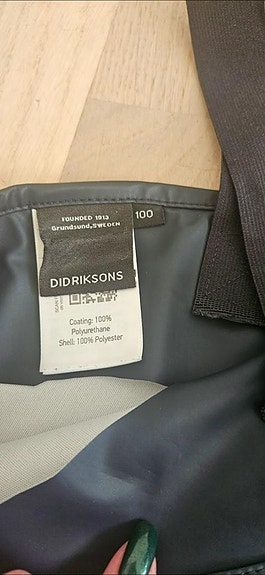 FOUNDED 1913
Grundsund, SWEDEN
100
DIDRIKSONS
Coating: 100%
Polyurethane
Shell: 100% Polyester